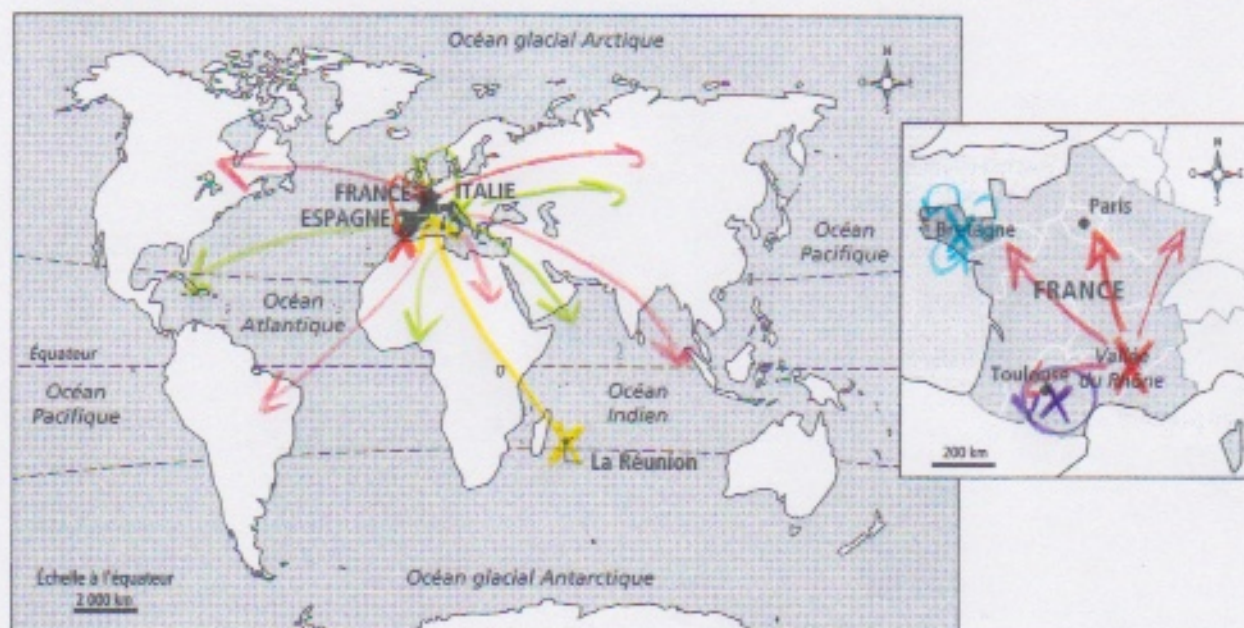 Océan glacial Arctique
N
FRANCE
ITALIE
ESPAGNE
Océan
Pacifique
Océan
Atlantique
Équateur
Océan
Pacifique
Océan
Indien
La Réunion
Échelle à l'équateur
2 000 km
Océan glacial Antarctique
N
O
E
S
Paris
Bretagne
FRANCE
Vallée
du Rhône
Toulouse
200 km